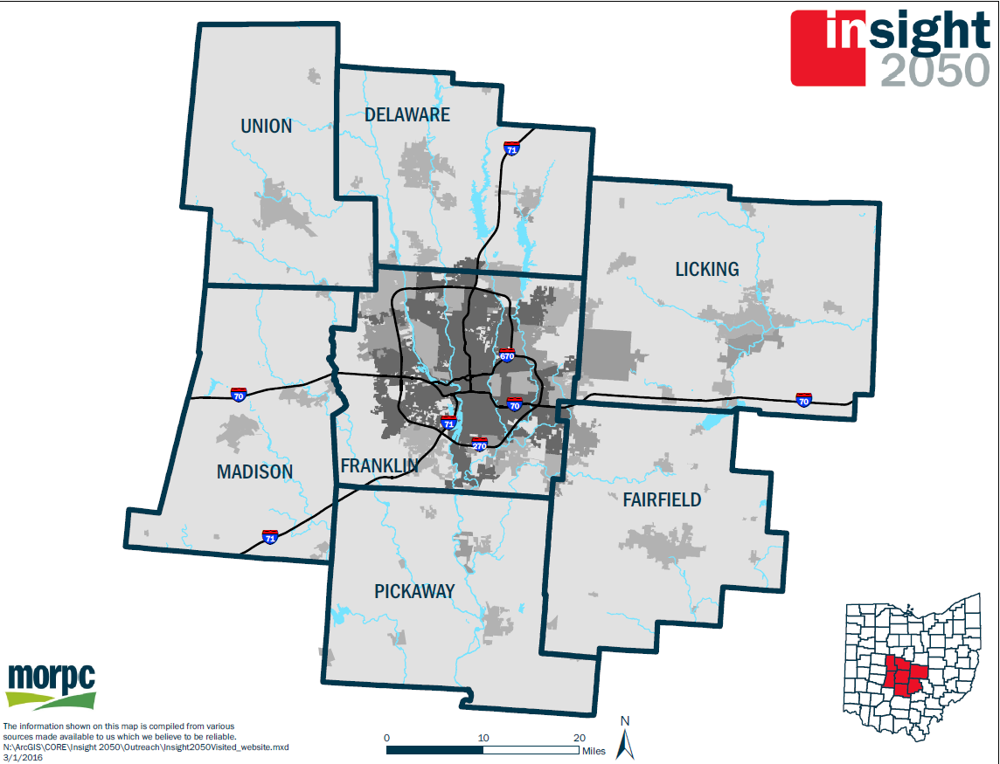 insight
2050
UNION
DELAWARE
71
LICKING
670
70
70
70
71
270
MADISON
FRANKLIN
FAIRFIELD
71
PICKAWAY
morpc
The information shown on this map is compiled from various
sources made available to us which we believe to be reliable.
N:\ArcGIS\CORE\Insight 2050\Outreach\Insight2050Visited_website.mxd
3/1/2016
0 10 20
Miles
N